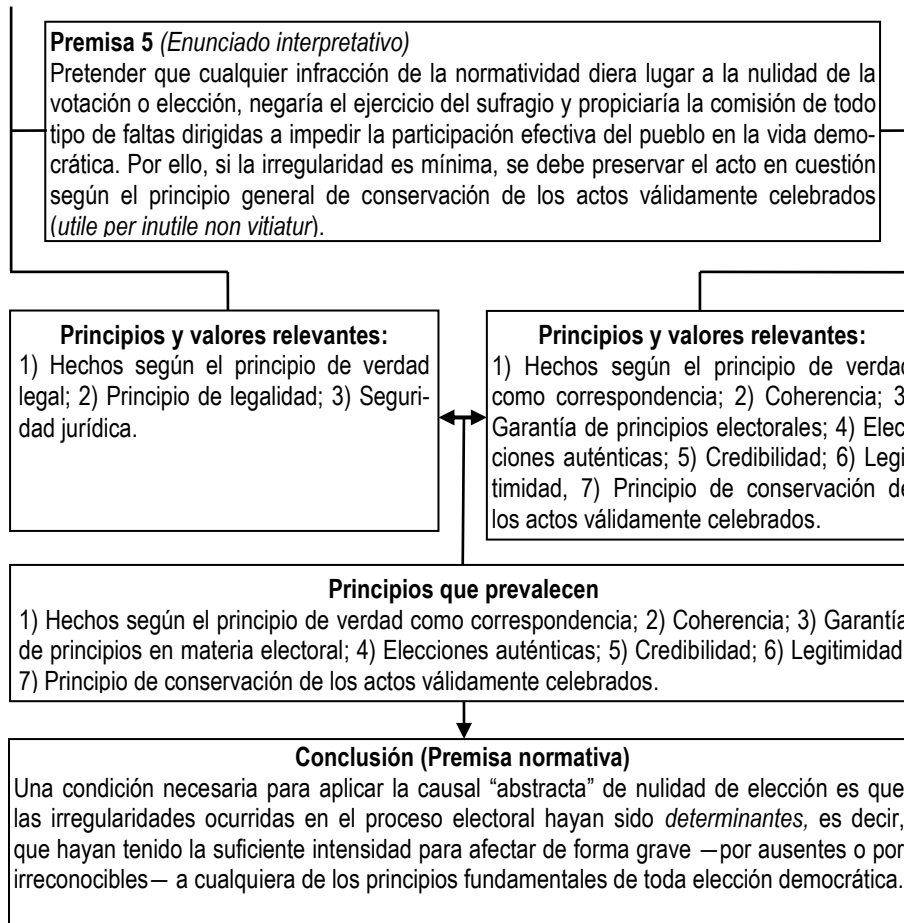 Premisa 5 (Enunciado interpretativo)
Pretender que cualquier infracción de la normatividad diera lugar a la nulidad de la
votación o elección, negaría el ejercicio del sufragio y propiciaría la comisión de todo
tipo de faltas dirigidas a impedir la participación efectiva del pueblo en la vida demo-
crática. Por ello, si la irregularidad es mínima, se debe preservar el acto en cuestión
según el principio general de conservación de los actos válidamente celebrados
(utile per inutile non vitiatur).
Principios y valores relevantes:
1) Hechos según el principio de verdad
legal; 2) Principio de legalidad; 3) Seguri-
dad jurídica.
Principios y valores relevantes:
1) Hechos según el principio de verdad
como correspondencia; 2) Coherencia; 3
Garantía de principios electorales; 4) Elec
ciones auténticas; 5) Credibilidad; 6) Legi
timidad, 7) Principio de conservación de
los actos válidamente celebrados.
Principios que prevalecen
1) Hechos según el principio de verdad como correspondencia; 2) Coherencia; 3) Garantía
de principios en materia electoral; 4) Elecciones auténticas; 5) Credibilidad; 6) Legitimidad
7) Principio de conservación de los actos válidamente celebrados.
Conclusión (Premisa normativa)
Una condición necesaria para aplicar la causal “abstracta” de nulidad de elección es que
las irregularidades ocurridas en el proceso electoral hayan sido determinantes, es decir,
que hayan tenido la suficiente intensidad para afectar de forma grave —por ausentes o por
irreconocibles— a cualquiera de los principios fundamentales de toda elección democrática.